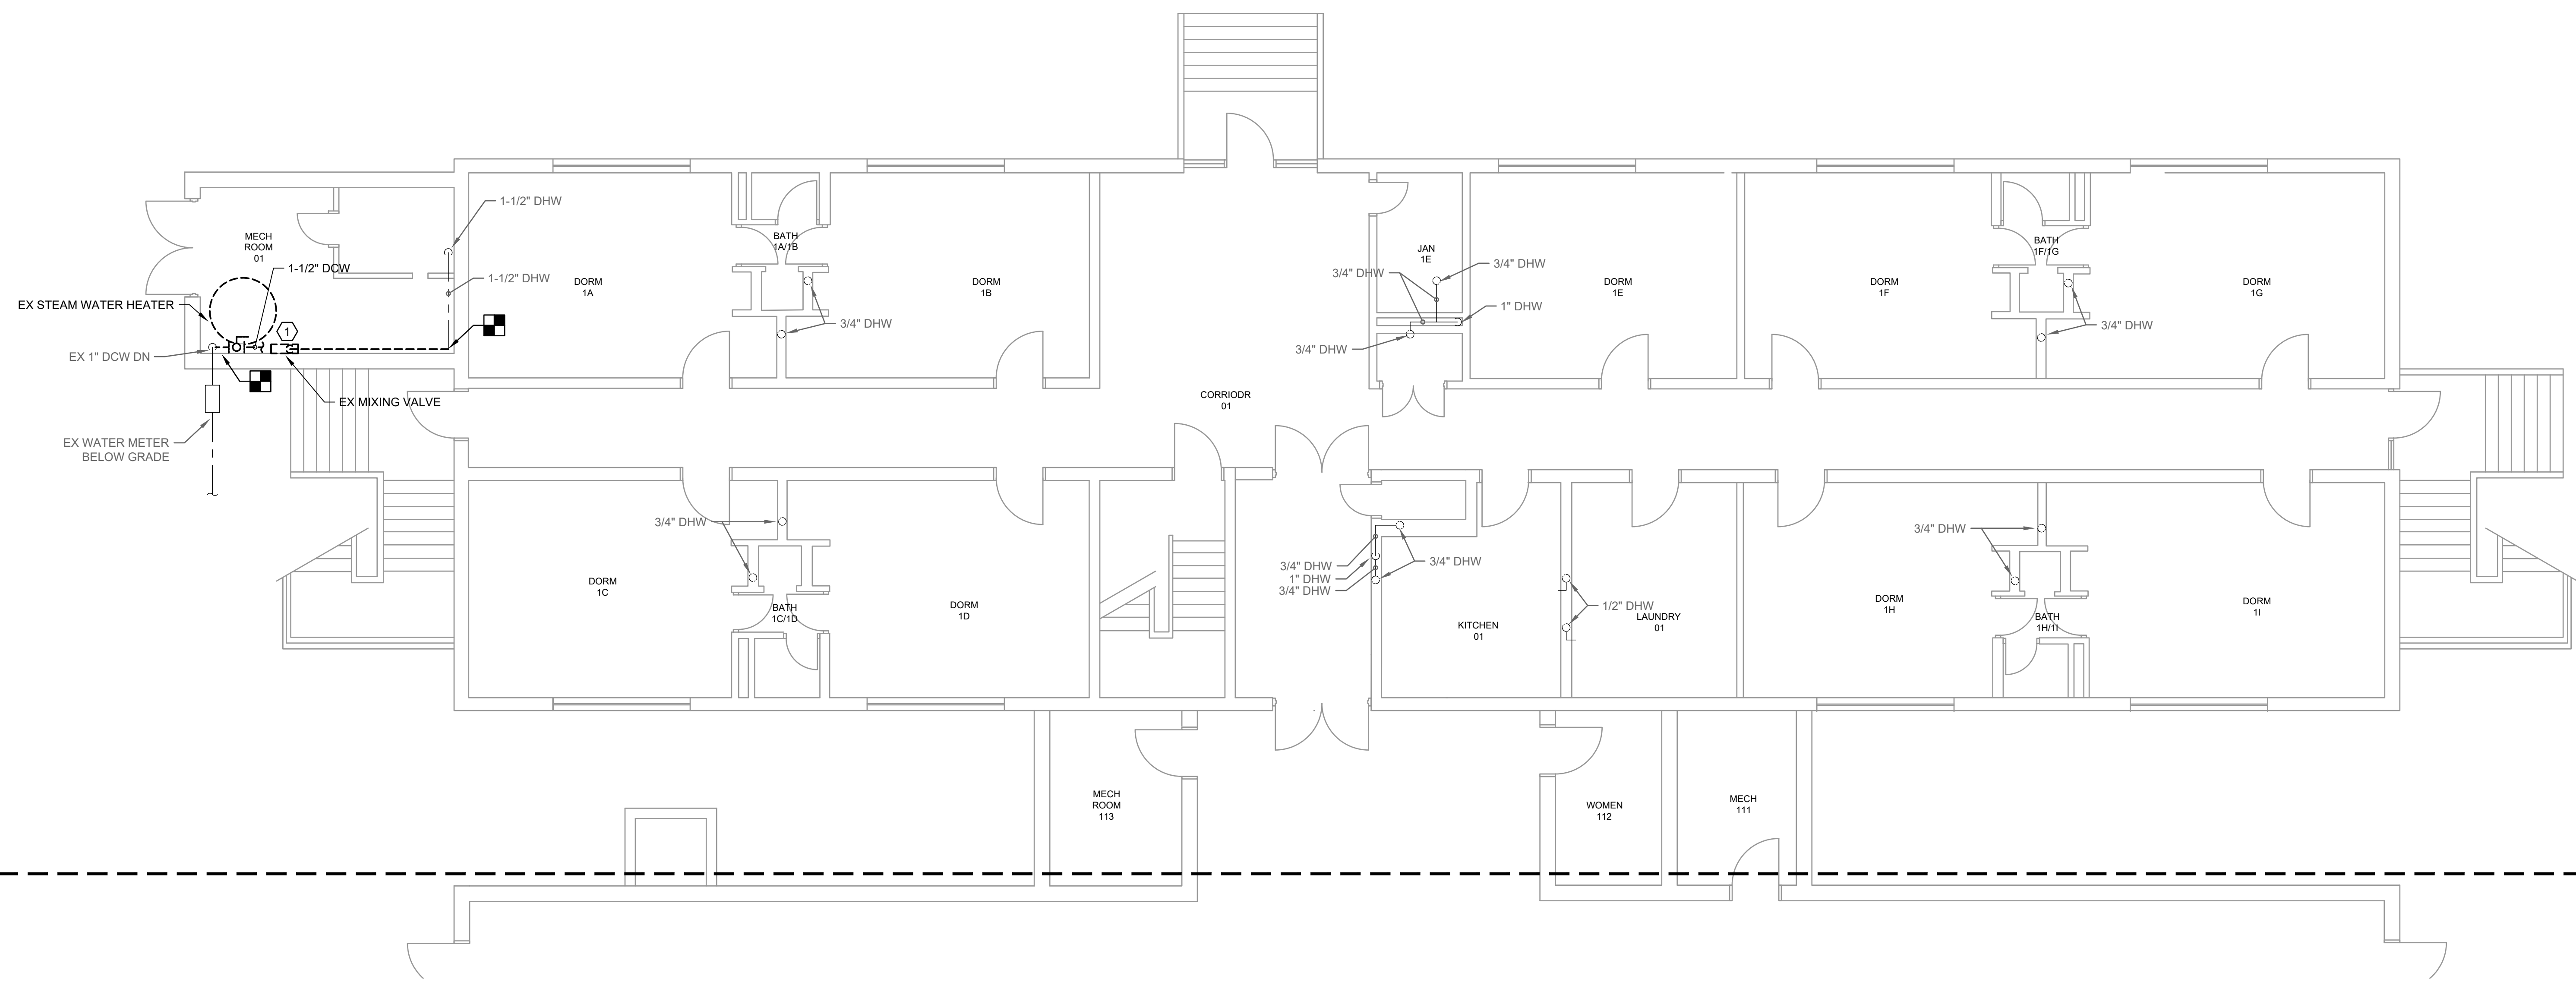 1-1/2" DHW
MECH
ROOM
01
BATH
1A/1B
JAN
1E
BATH
1F/1G
1-1/2" DCW
1-1/2" DHW
DORM
1A
DORM
1B
3/4" DHW
3/4" DHW
DORM
1E
DORM
1F
DORM
1G
EX STEAM WATER HEATER
1
3/4" DHW
1" DHW
3/4" DHW
EX 1" DCW DN
3/4" DHW
EX MIXING VALVE
CORRIODR
01
EX WATER METER
BELOW GRADE
3/4" DHW
3/4" DHW
3/4" DHW
1" DHW
3/4" DHW
3/4" DHW
DORM
1C
BATH
1C/1D
DORM
1D
KITCHEN
01
1/2" DHW
LAUNDRY
01
DORM
1H
BATH
1H/1I
DORM
1I
MECH
ROOM
113
WOMEN
112
MECH
111